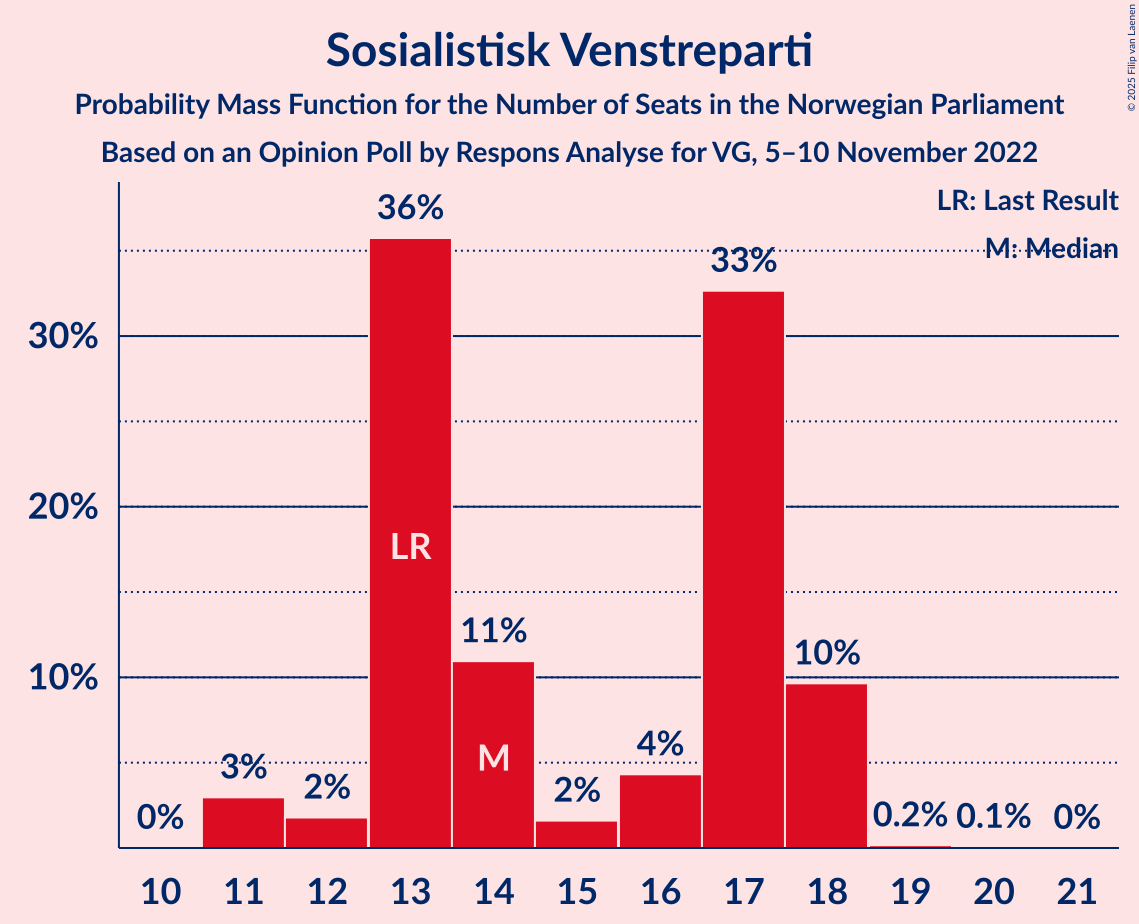 Sosialistisk Venstreparti
Probability Mass Function for the Number of Seats in the Norwegian Parliament
Based on an Opinion Poll by Respons Analyse for VG, 5–10 November 2022
© 2025 Filip van Laenen
LR: Last Result
M: Median
36%
33%
30%
20%
LR
11%
10%
10%
M
4%
3%
2%
2%
0%
0.2%
0.1%
0%
10 11 12 13 14 15 16 17 18 19 20 21